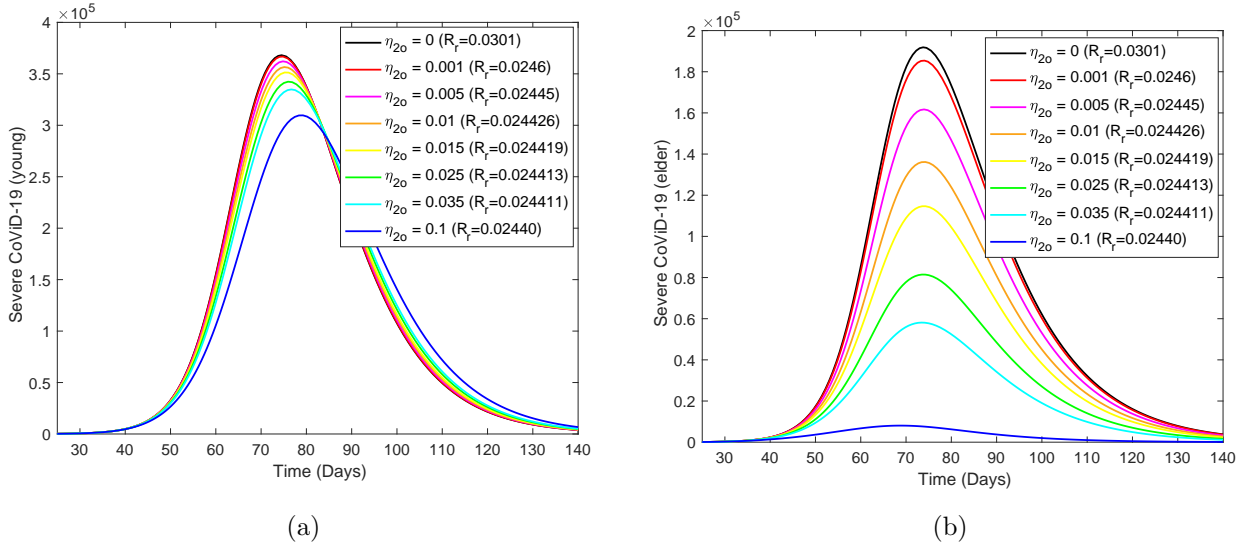 ×10⁵
4
3.5
3
2.5
2
1.5
1
0.5
0
Severe CoViD-19 (young)
η₂ₒ = 0 (Rᵣ=0.0301)
η₂ₒ = 0.001 (Rᵣ=0.0246)
η₂ₒ = 0.005 (Rᵣ=0.02445)
η₂ₒ = 0.01 (Rᵣ=0.024426)
η₂ₒ = 0.015 (Rᵣ=0.024419)
η₂ₒ = 0.025 (Rᵣ=0.024413)
η₂ₒ = 0.035 (Rᵣ=0.024411)
η₂ₒ = 0.1 (Rᵣ=0.02440)
30 40 50 60 70 80 90 100 110 120 130 140
Time (Days)
(a)
×10⁵
2
1.8
1.6
1.4
1.2
1
0.8
0.6
0.4
0.2
0
Severe CoViD-19 (elder)
η₂ₒ = 0 (Rᵣ=0.0301)
η₂ₒ = 0.001 (Rᵣ=0.0246)
η₂ₒ = 0.005 (Rᵣ=0.02445)
η₂ₒ = 0.01 (Rᵣ=0.024426)
η₂ₒ = 0.015 (Rᵣ=0.024419)
η₂ₒ = 0.025 (Rᵣ=0.024413)
η₂ₒ = 0.035 (Rᵣ=0.024411)
η₂ₒ = 0.1 (Rᵣ=0.02440)
30 40 50 60 70 80 90 100 110 120 130 140
Time (Days)
(b)